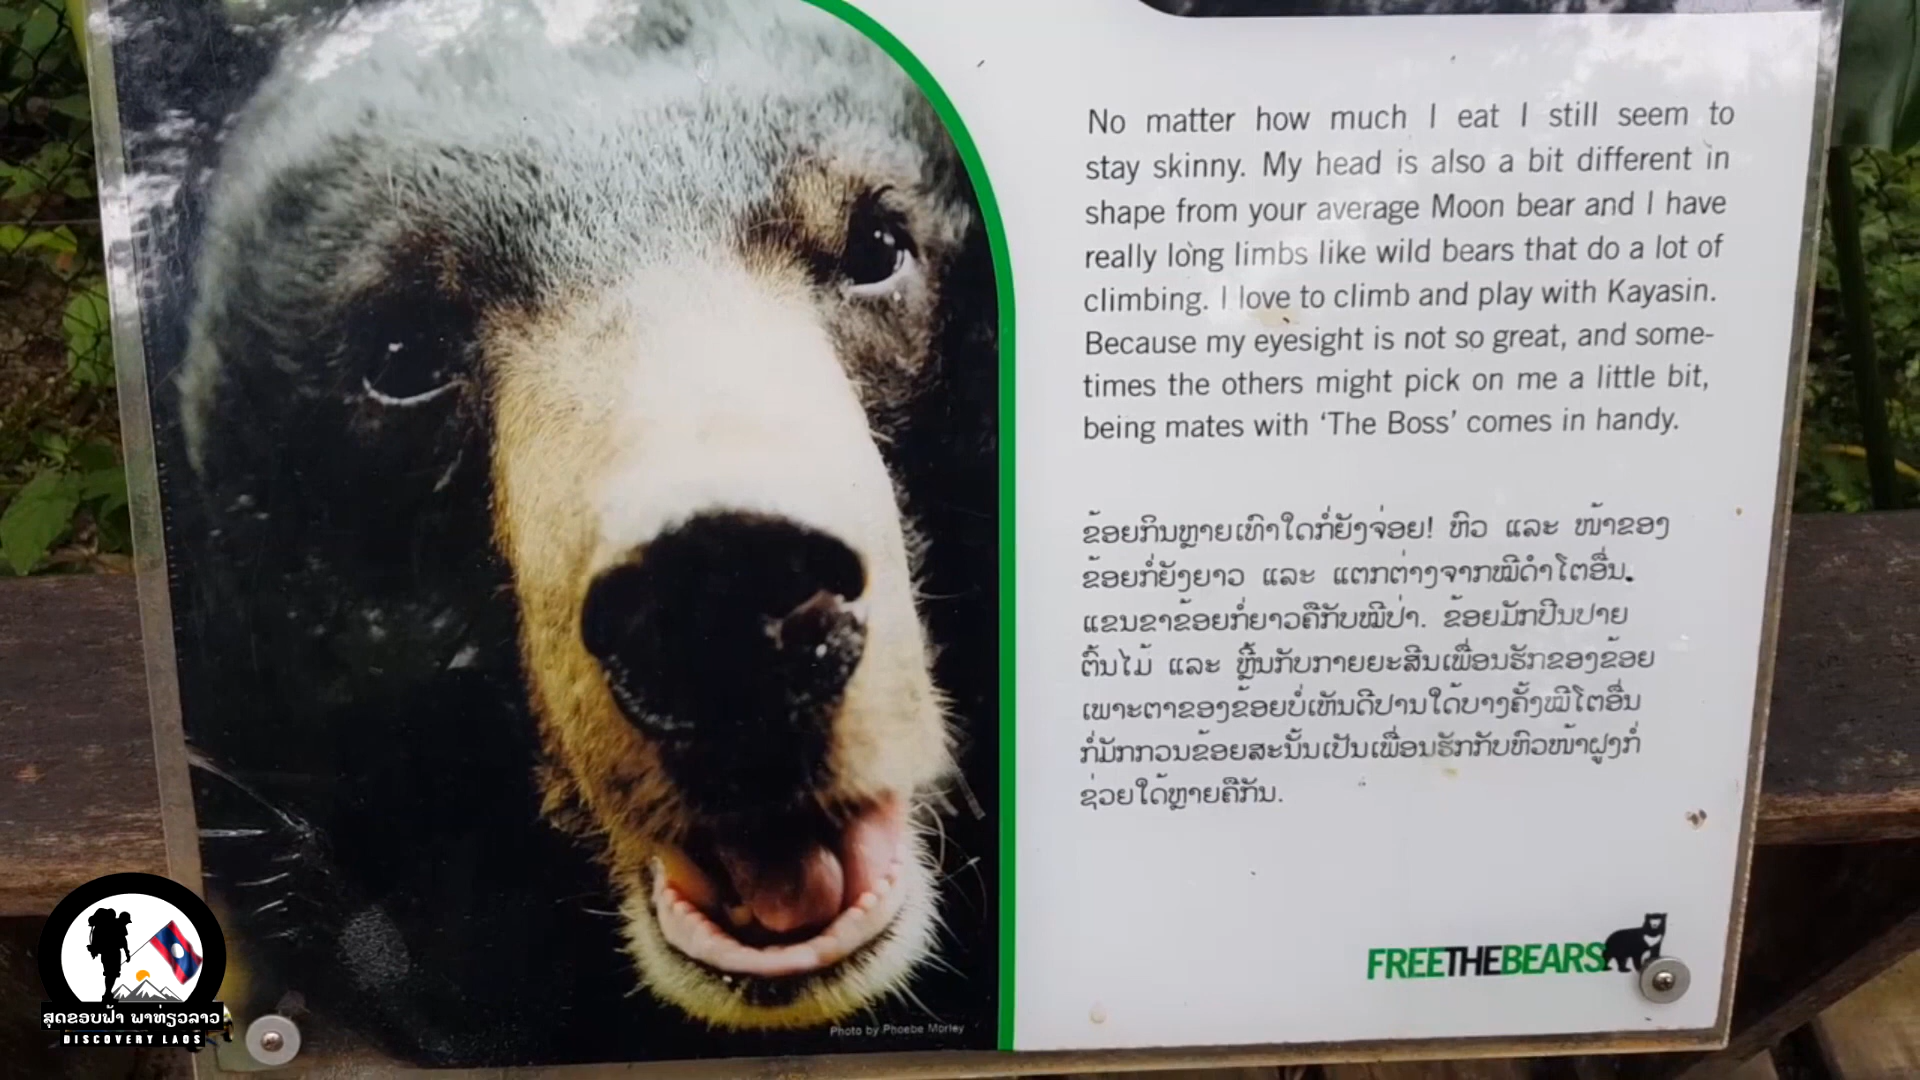 No matter how much I eat I still seem to
stay skinny. My head is also a bit different in
shape from your average Moon bear and I have
really long limbs like wild bears that do a lot of
climbing. I love to climb and play with Kayasin.
Because my eyesight is not so great, and some-
times the others might pick on me a little bit,
being mates with ‘The Boss’ comes in handy.
ຂ້ອຍກິນຫຼາຍເທົ່າໃດກໍ່ຍັງຈ່ອຍ! ຫົວ ແລະ ໜ້າຂອງ
ຂ້ອຍກໍ່ຍັງຍາວ ແລະ ແຕກຕ່າງຈາກໝີດຳໂຕອື່ນ.
ແຂນຂາຂ້ອຍກໍ່ຍາວຄືກັບໝີປ່າ. ຂ້ອຍມັກປີນປາຍ
ຕົ້ນໄມ້ ແລະ ຫຼິ້ນກັບກາຍຍະສິນເພື່ອນຮັກຂອງຂ້ອຍ
ເພາະຕາຂອງຂ້ອຍບໍ່ເຫັນດີປານໃດບາງຄັ້ງໝີໂຕອື່ນ
ກໍ່ມັກກວນຂ້ອຍສະນັ້ນເປັນເພື່ອນຮັກກັບຫົວໜ້າຝູງກໍ່
ຊ່ວຍໄດ້ຫຼາຍຄືກັນ.
FREETHEBEARS
Photo by Phoebe Morley
ສຸດຂອບຟ້າ ພາທ່ຽວລາວ
DISCOVERY LAOS